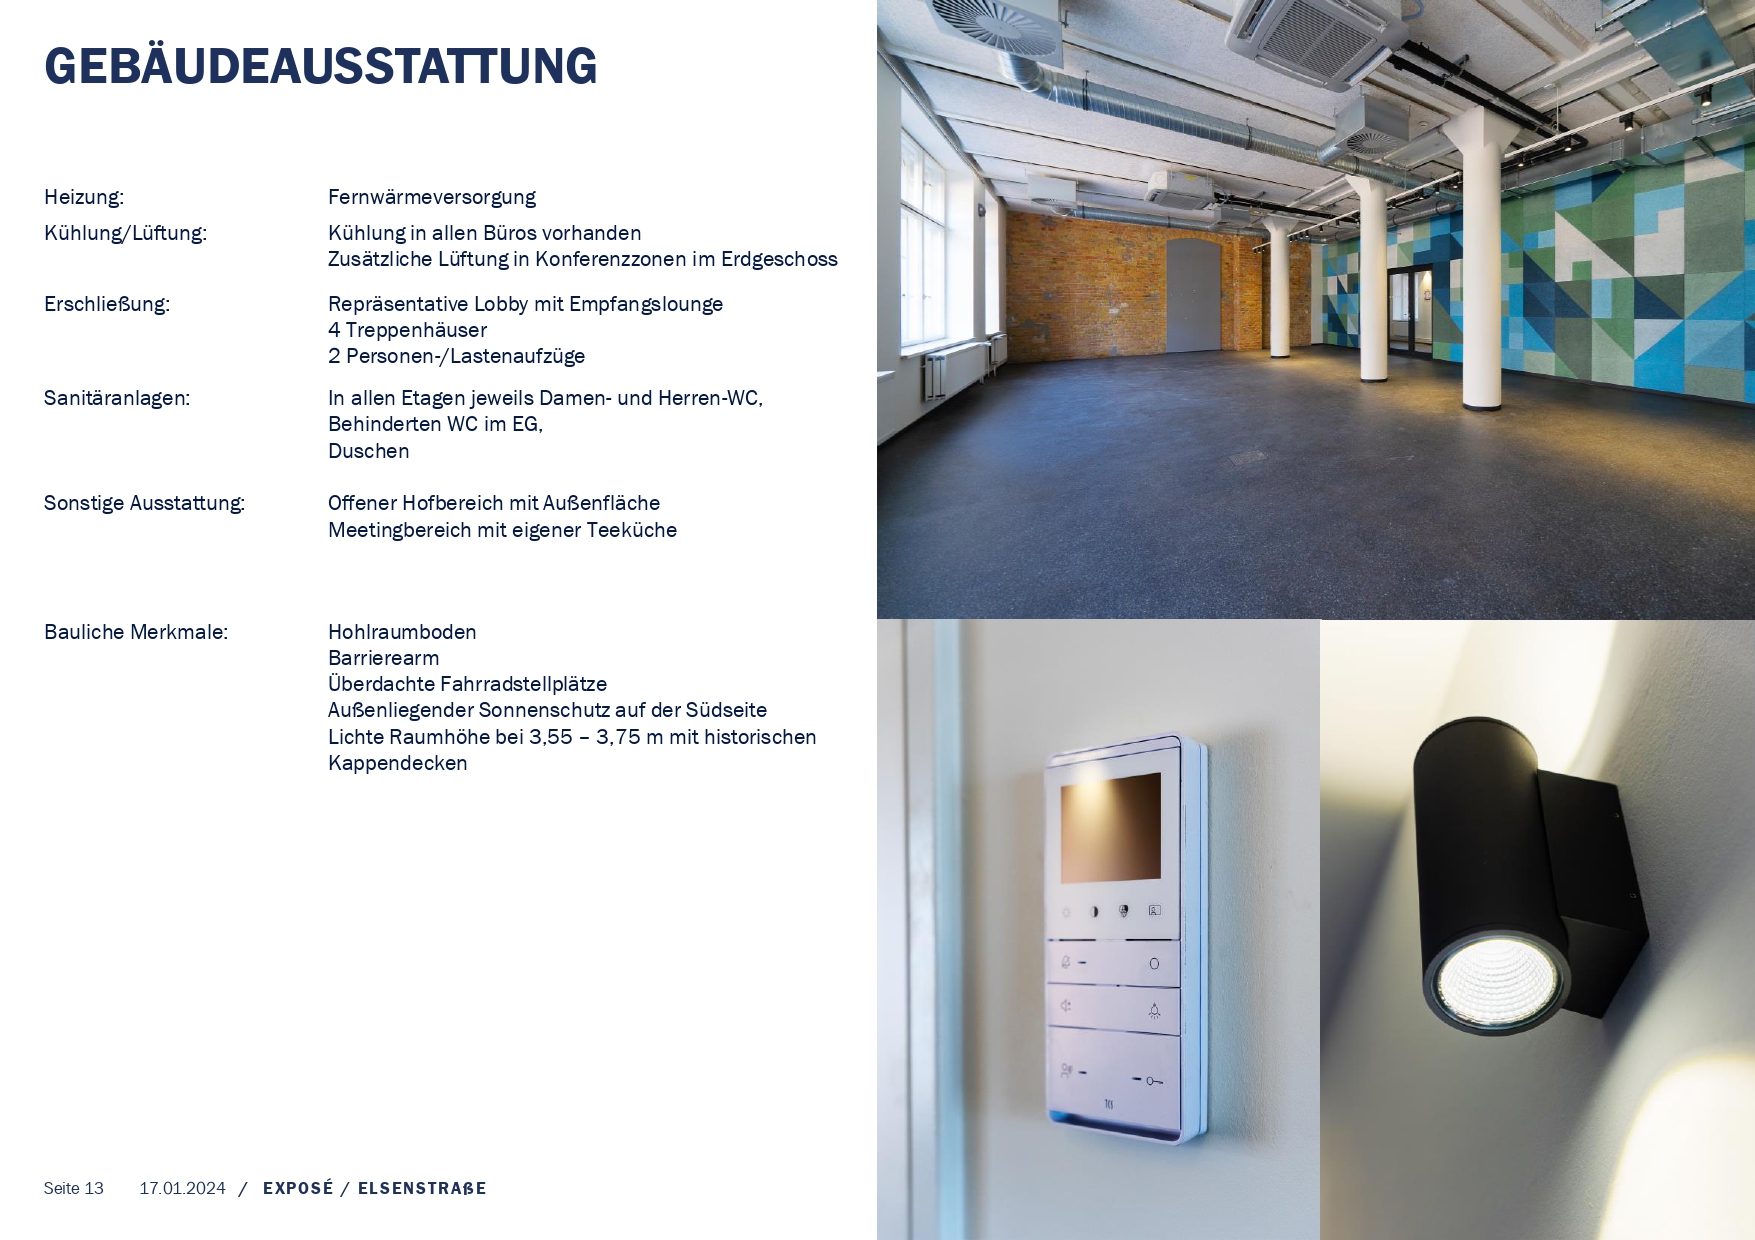 GEBÄUDEAUSSTATTUNG
Heizung: Fernwärmeversorgung
Kühlung/Lüftung: Kühlung in allen Büros vorhanden
Zusätzliche Lüftung in Konferenzzonen im Erdgeschoss
Erschließung: Repräsentative Lobby mit Empfangslounge
4 Treppenhäuser
2 Personen-/Lastenaufzüge
Sanitäranlagen: In allen Etagen jeweils Damen- und Herren-WC,
Behinderten WC im EG,
Duschen
Sonstige Ausstattung: Offener Hofbereich mit Außenfläche
Meetingbereich mit eigener Teeküche
Bauliche Merkmale: Hohlraumboden
Barrierearm
Überdachte Fahrradstellplätze
Außenliegender Sonnenschutz auf der Südseite
Lichte Raumhöhe bei 3,55 – 3,75 m mit historischen
Kappendecken
TCS
Seite 13 17.01.2024 / EXPOSÉ / ELSENSTRAßE